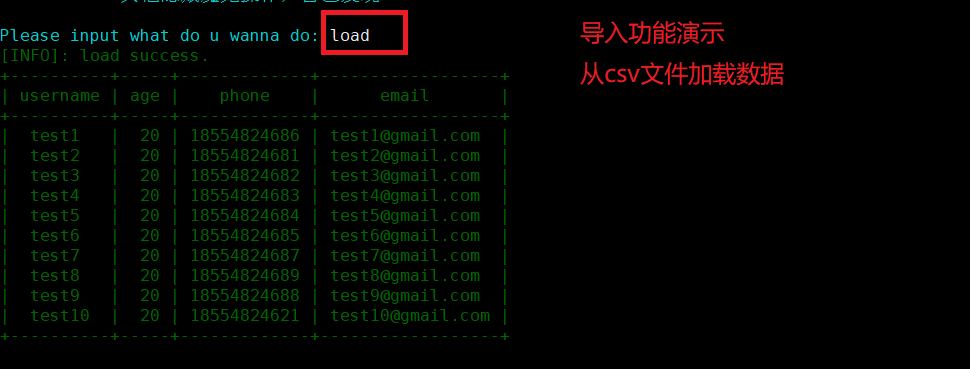 Please input what do u wanna do: load
导入功能演示
[INFO]: load success.
从csv文件加载数据
+----------+-----+-------------+------------------+
| username | age |    phone    |      email       |
+----------+-----+-------------+------------------+
|  test1   |  20 | 18554824686 | test1@gmail.com  |
|  test2   |  20 | 18554824681 | test2@gmail.com  |
|  test3   |  20 | 18554824682 | test3@gmail.com  |
|  test4   |  20 | 18554824683 | test4@gmail.com  |
|  test5   |  20 | 18554824684 | test5@gmail.com  |
|  test6   |  20 | 18554824685 | test6@gmail.com  |
|  test7   |  20 | 18554824687 | test7@gmail.com  |
|  test8   |  20 | 18554824689 | test8@gmail.com  |
|  test9   |  20 | 18554824688 | test9@gmail.com  |
|  test10  |  20 | 18554824621 | test10@gmail.com |
+----------+-----+-------------+------------------+